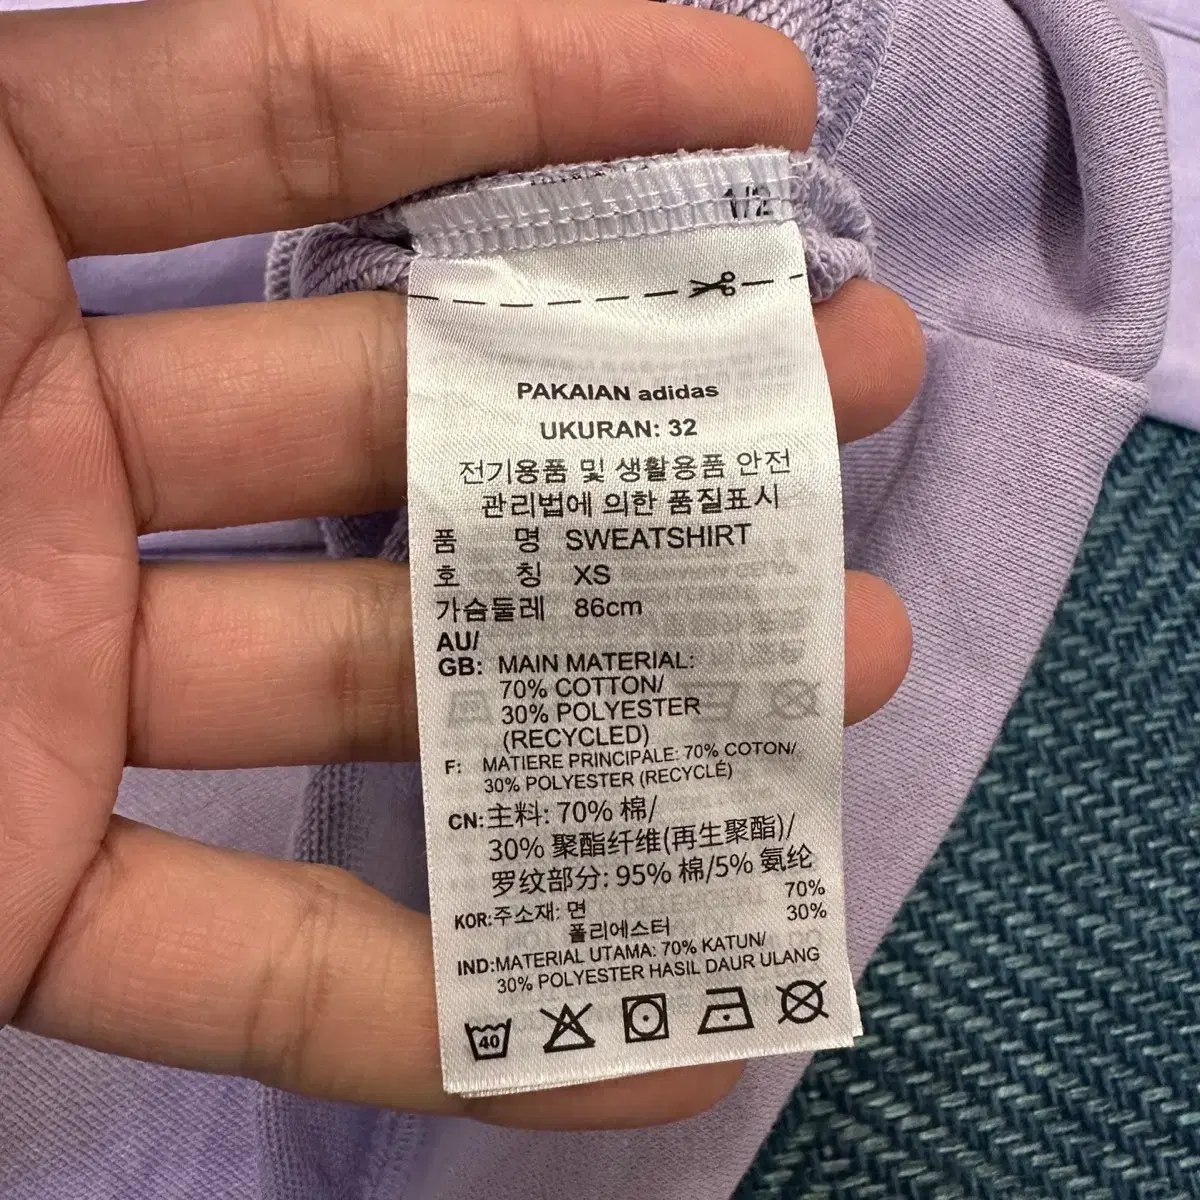 1/2
PAKAIAN adidas
UKURAN: 32
전기용품 및 생활용품 안전
관리법에 의한 품질표시
품 명 SWEATSHIRT
호 칭 XS
가슴둘레 86cm
AU/
GB: MAIN MATERIAL:
70% COTTON/
30% POLYESTER
(RECYCLED)
F: MATIERE PRINCIPALE: 70% COTON/
30% POLYESTER (RECYCLÉ)
CN:主料: 70% 棉/
30% 聚酯纤维(再生聚酯)/
罗纹部分: 95% 棉/5% 氨纶
KOR:주소재: 면 70%
폴리에스터 30%
IND:MATERIAL UTAMA: 70% KATUN/
30% POLYESTER HASIL DAUR ULANG
40